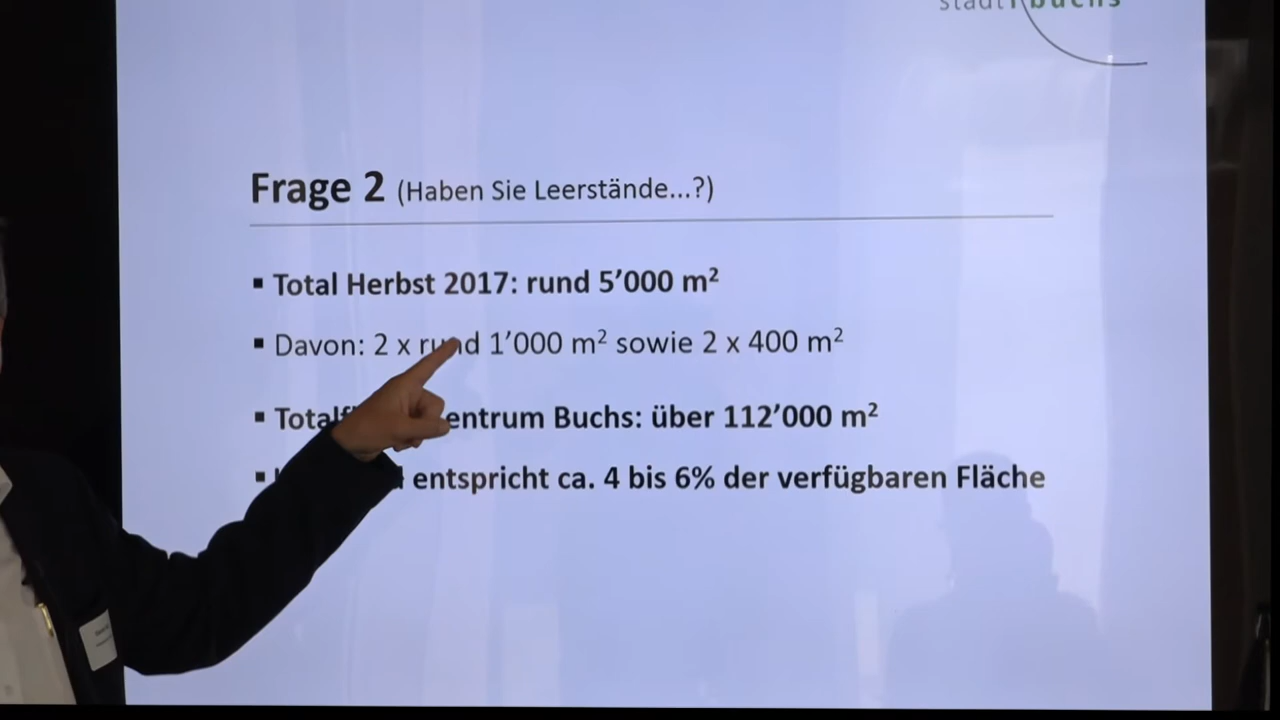 stadt buchs
Frage 2 (Haben Sie Leerstände...?)
▪ Total Herbst 2017: rund 5’000 m²
▪ Davon: 2 x rund 1’000 m² sowie 2 x 400 m²
▪ entrum Buchs: über 112’000 m²
▪ entspricht ca. 4 bis 6% der verfügbaren Fläche